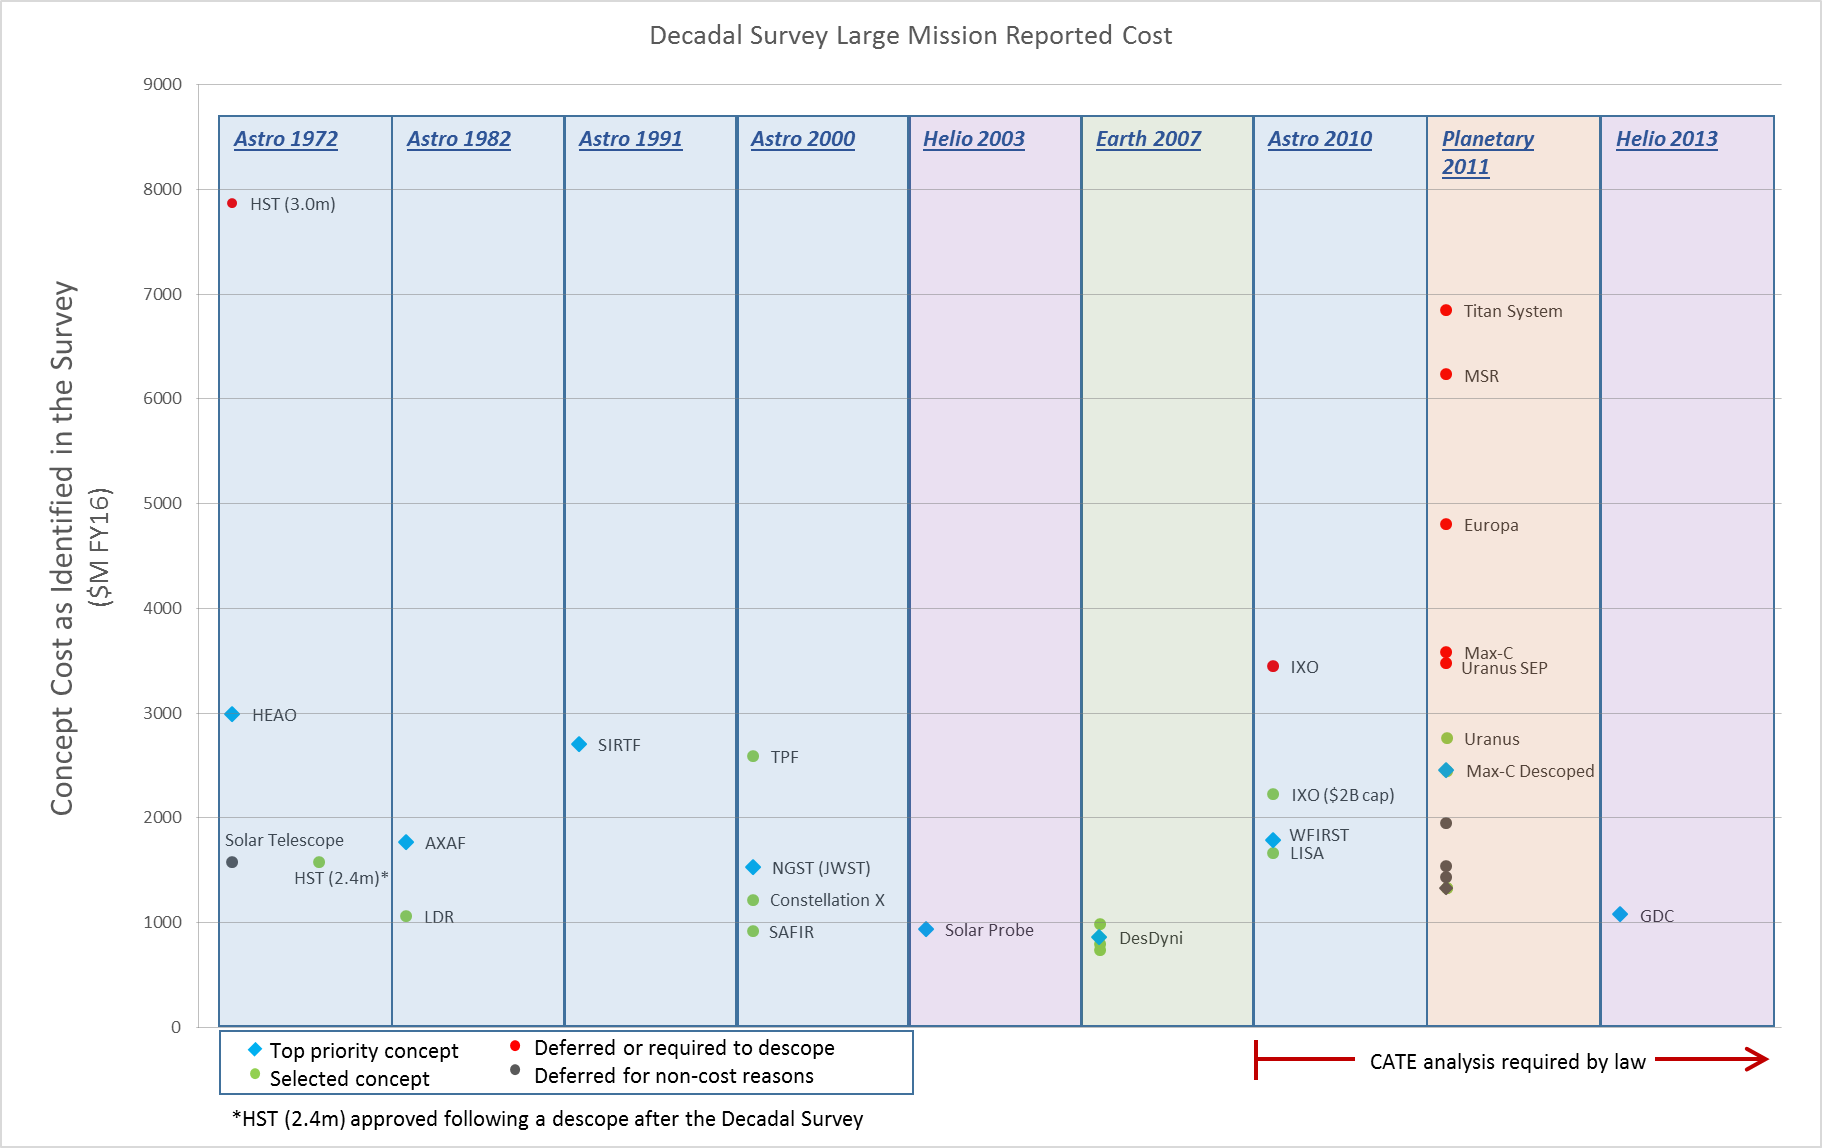 Decadal Survey Large Mission Reported Cost
Concept Cost as Identified in the Survey
($M FY16)
9000
8000
7000
6000
5000
4000
3000
2000
1000
0
Astro 1972
HST (3.0m)
HEAO
Solar Telescope
HST (2.4m)*
Astro 1982
AXAF
LDR
Astro 1991
SIRTF
Astro 2000
TPF
NGST (JWST)
Constellation X
SAFIR
Helio 2003
Solar Probe
Earth 2007
DesDyni
Astro 2010
IXO
IXO ($2B cap)
WFIRST
LISA
Planetary
2011
Titan System
MSR
Europa
Max-C
Uranus SEP
Uranus
Max-C Descoped
Helio 2013
GDC
Top priority concept
Selected concept
Deferred or required to descope
Deferred for non-cost reasons
CATE analysis required by law
*HST (2.4m) approved following a descope after the Decadal Survey